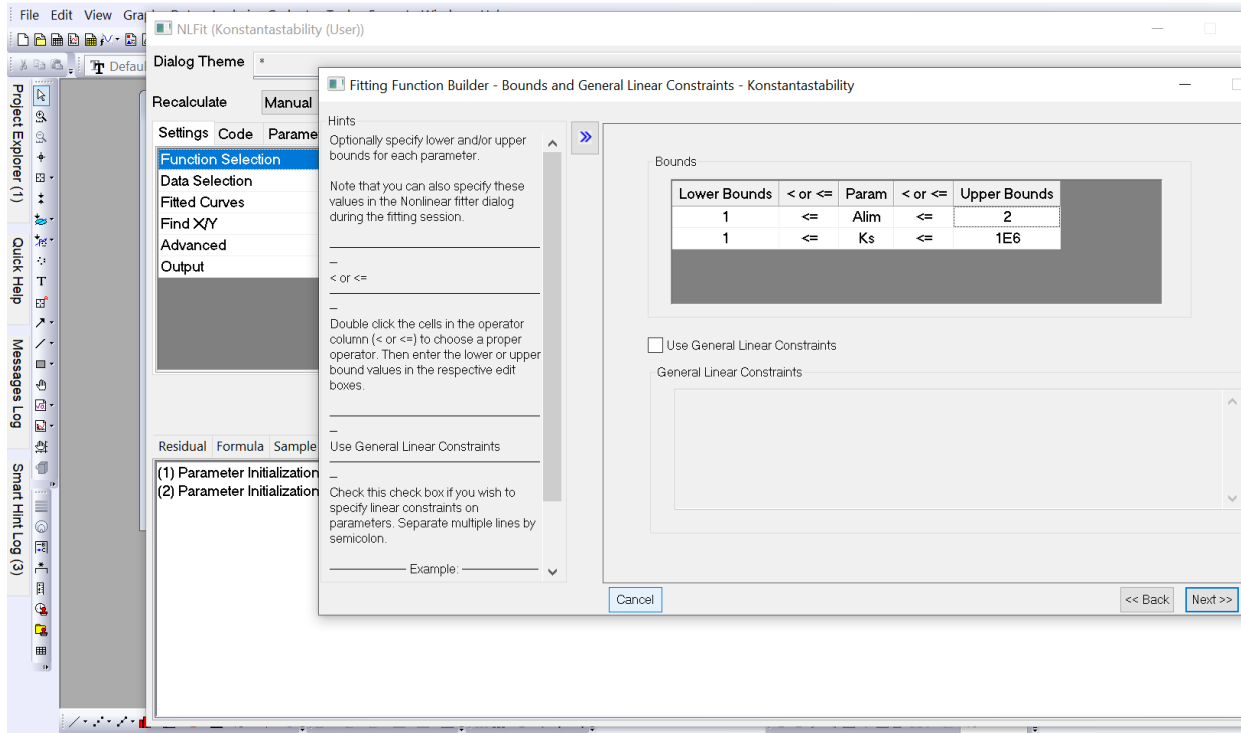 File Edit View Gra
NLFit (Konstantastability (User))
Defau
Dialog Theme *
Recalculate Manual
Settings Code Parame
Function Selection
Data Selection
Fitted Curves
Find X/Y
Advanced
Output
Residual Formula Sample
(1) Parameter Initialization
(2) Parameter Initialization
Project Explorer (1)
Quick Help
Messages Log
Smart Hint Log (3)
Fitting Function Builder - Bounds and General Linear Constraints - Konstantastability
Hints
Optionally specify lower and/or upper
bounds for each parameter.
Note that you can also specify these
values in the Nonlinear fitter dialog
during the fitting session.
< or <=
Double click the cells in the operator
column (< or <=) to choose a proper
operator. Then enter the lower or upper
bound values in the respective edit
boxes.
Use General Linear Constraints
Check this check box if you wish to
specify linear constraints on
parameters. Separate multiple lines by
semicolon.
Example:
Bounds
Lower Bounds < or <= Param < or <= Upper Bounds
1 <= Alim <= 2
1 <= Ks <= 1E6
Use General Linear Constraints
General Linear Constraints
Cancel
<< Back Next >>